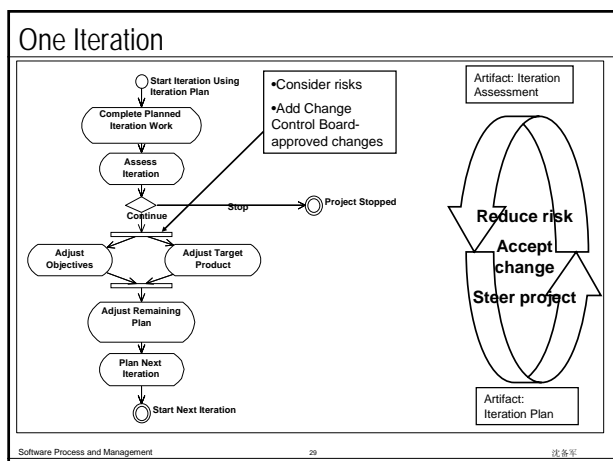 One Iteration
Start Iteration Using
Iteration Plan
Complete Planned
Iteration Work
Assess
Iteration
Continue
Stop
Project Stopped
•Consider risks
•Add Change
Control Board-
approved changes
Adjust
Objectives
Adjust Target
Product
Adjust Remaining
Plan
Plan Next
Iteration
Start Next Iteration
Artifact: Iteration
Assessment
Reduce risk
Accept
change
Steer project
Artifact:
Iteration Plan
Software Process and Management
29
沈备军